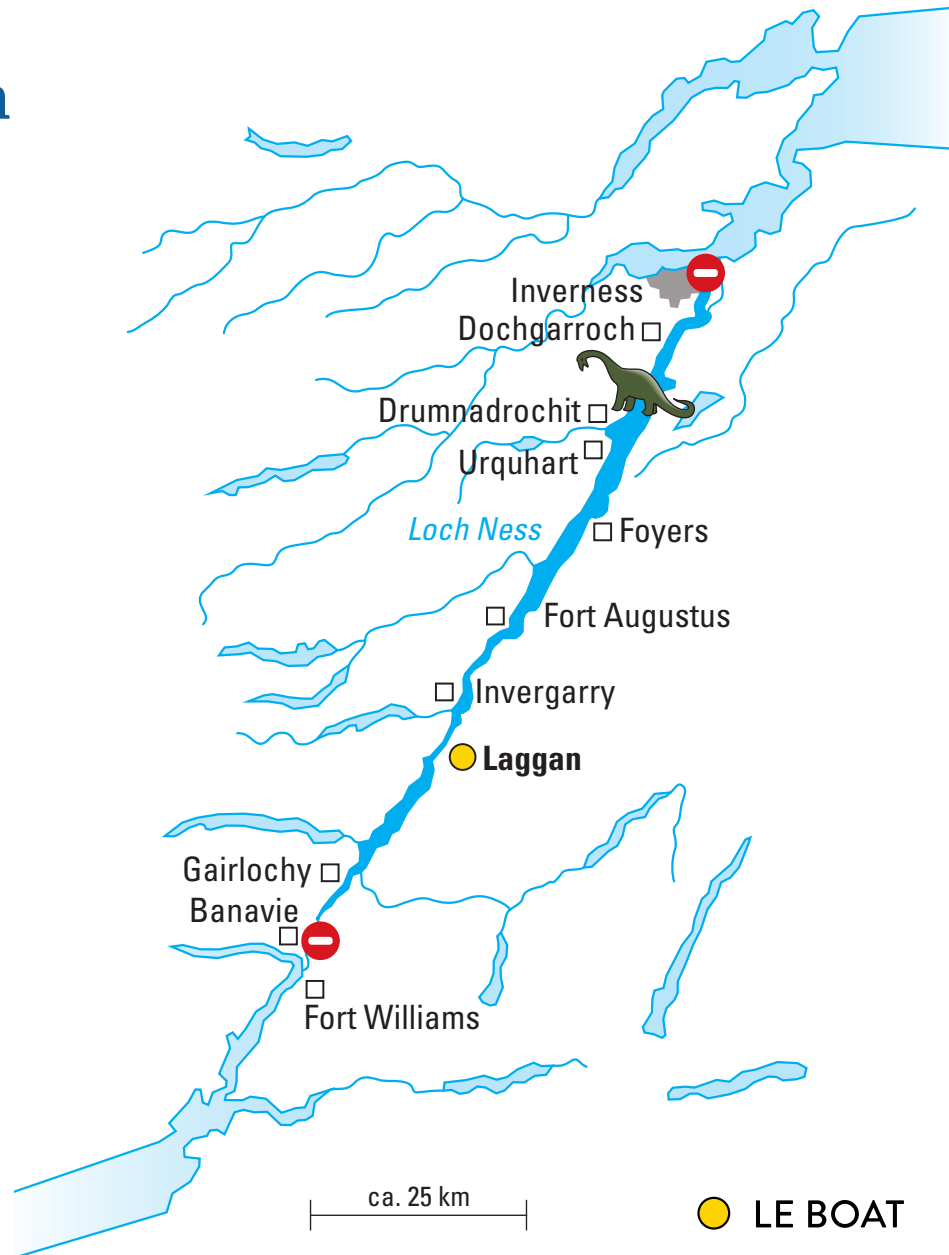 n
Inverness
Dochgarroch
Drumnadrochit
Urquhart
Loch Ness
Foyers
Fort Augustus
Invergarry
Laggan
Gairlochy
Banavie
Fort Williams
ca. 25 km
LE BOAT